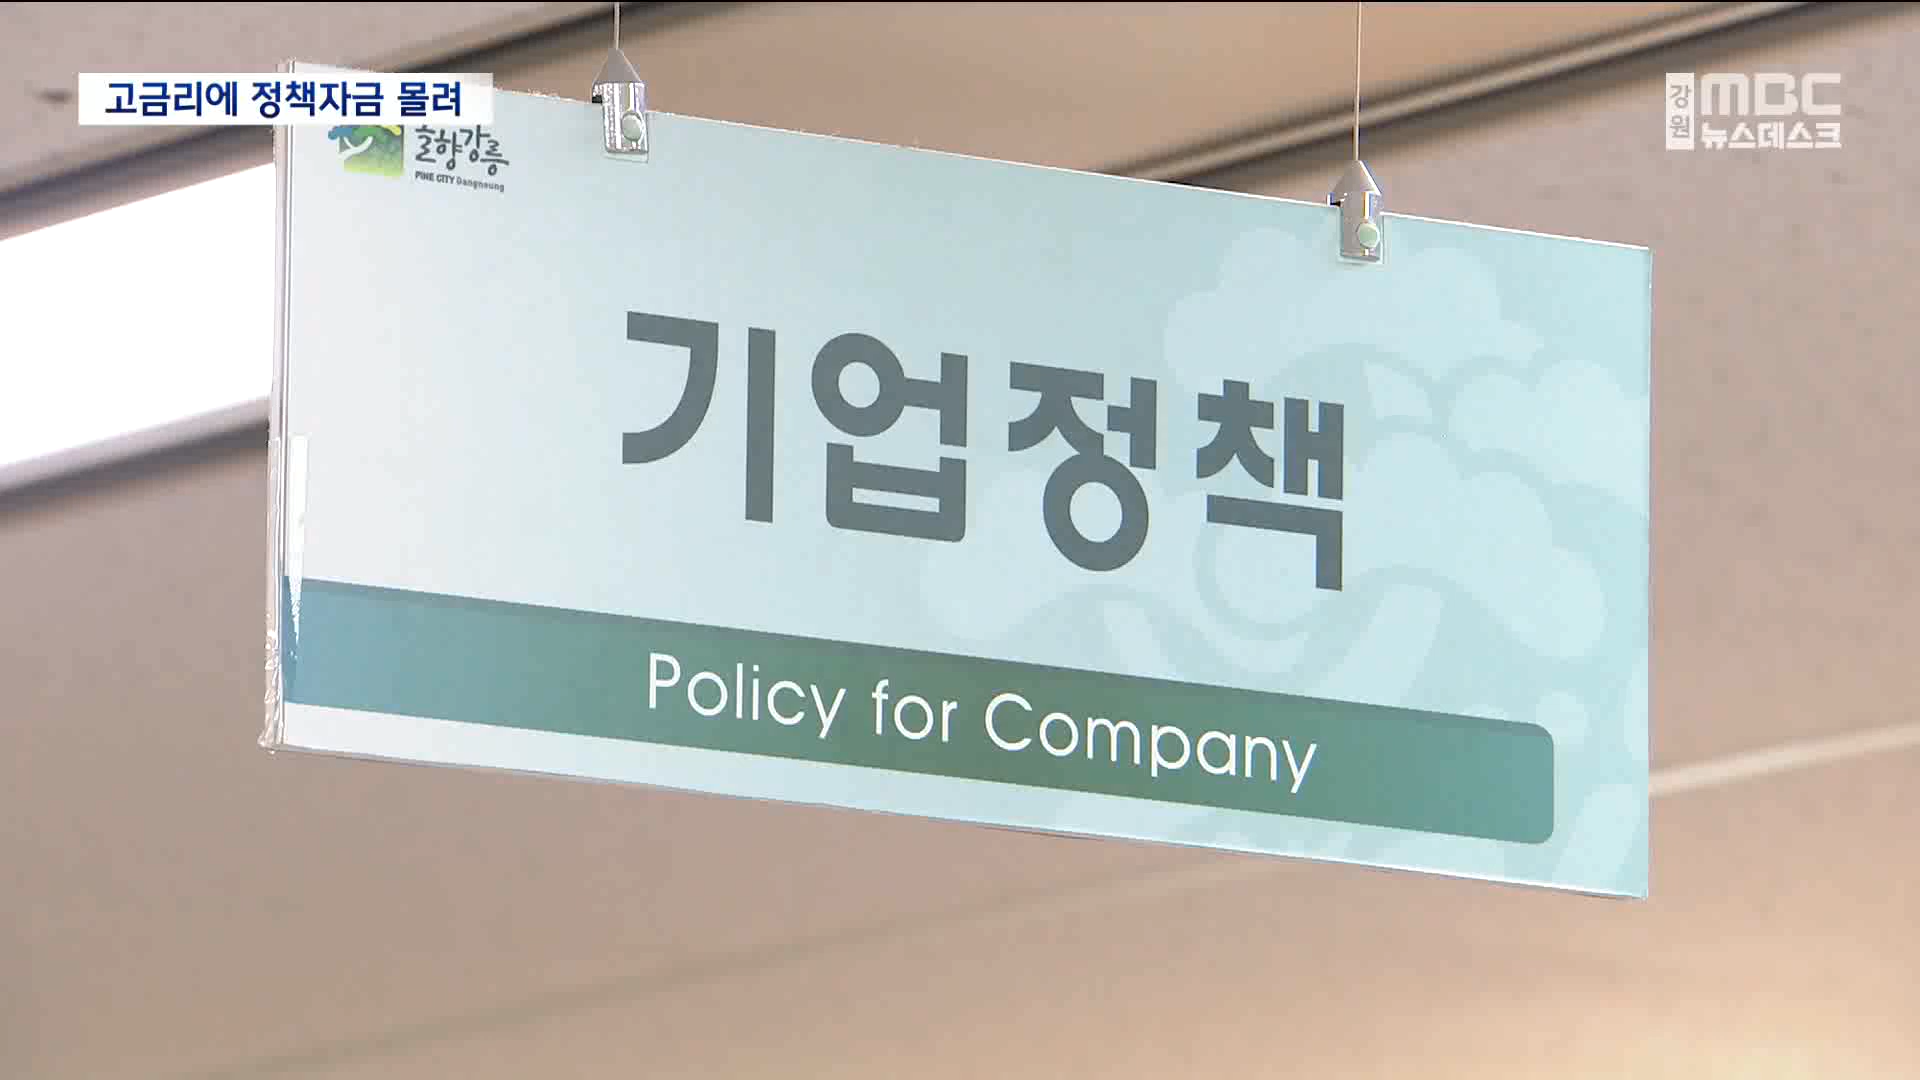 고금리에 정책자금 몰려
강원
MBC
뉴스데스크
솔향강릉
PINE CITY Gangneung
기업정책
Policy for Company